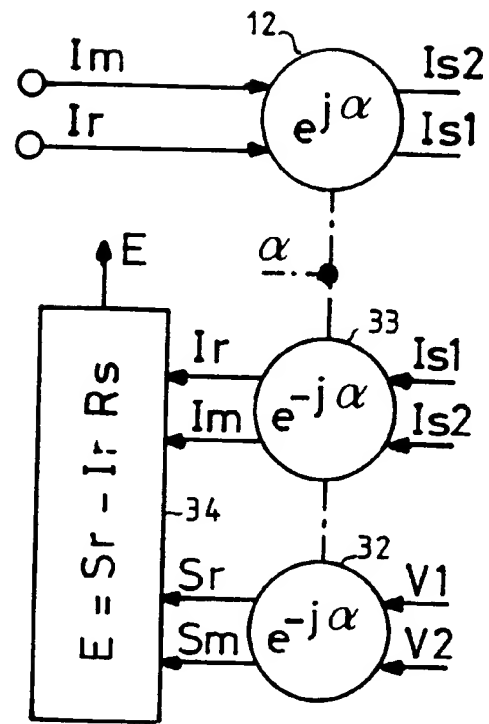 12
Im
Is2
e^jα
Ir
Is1
α
E
33
Ir
Is1
e^-jα
Im
Is2
E = Sr - Ir Rs
34
32
Sr
V1
e^-jα
Sm
V2